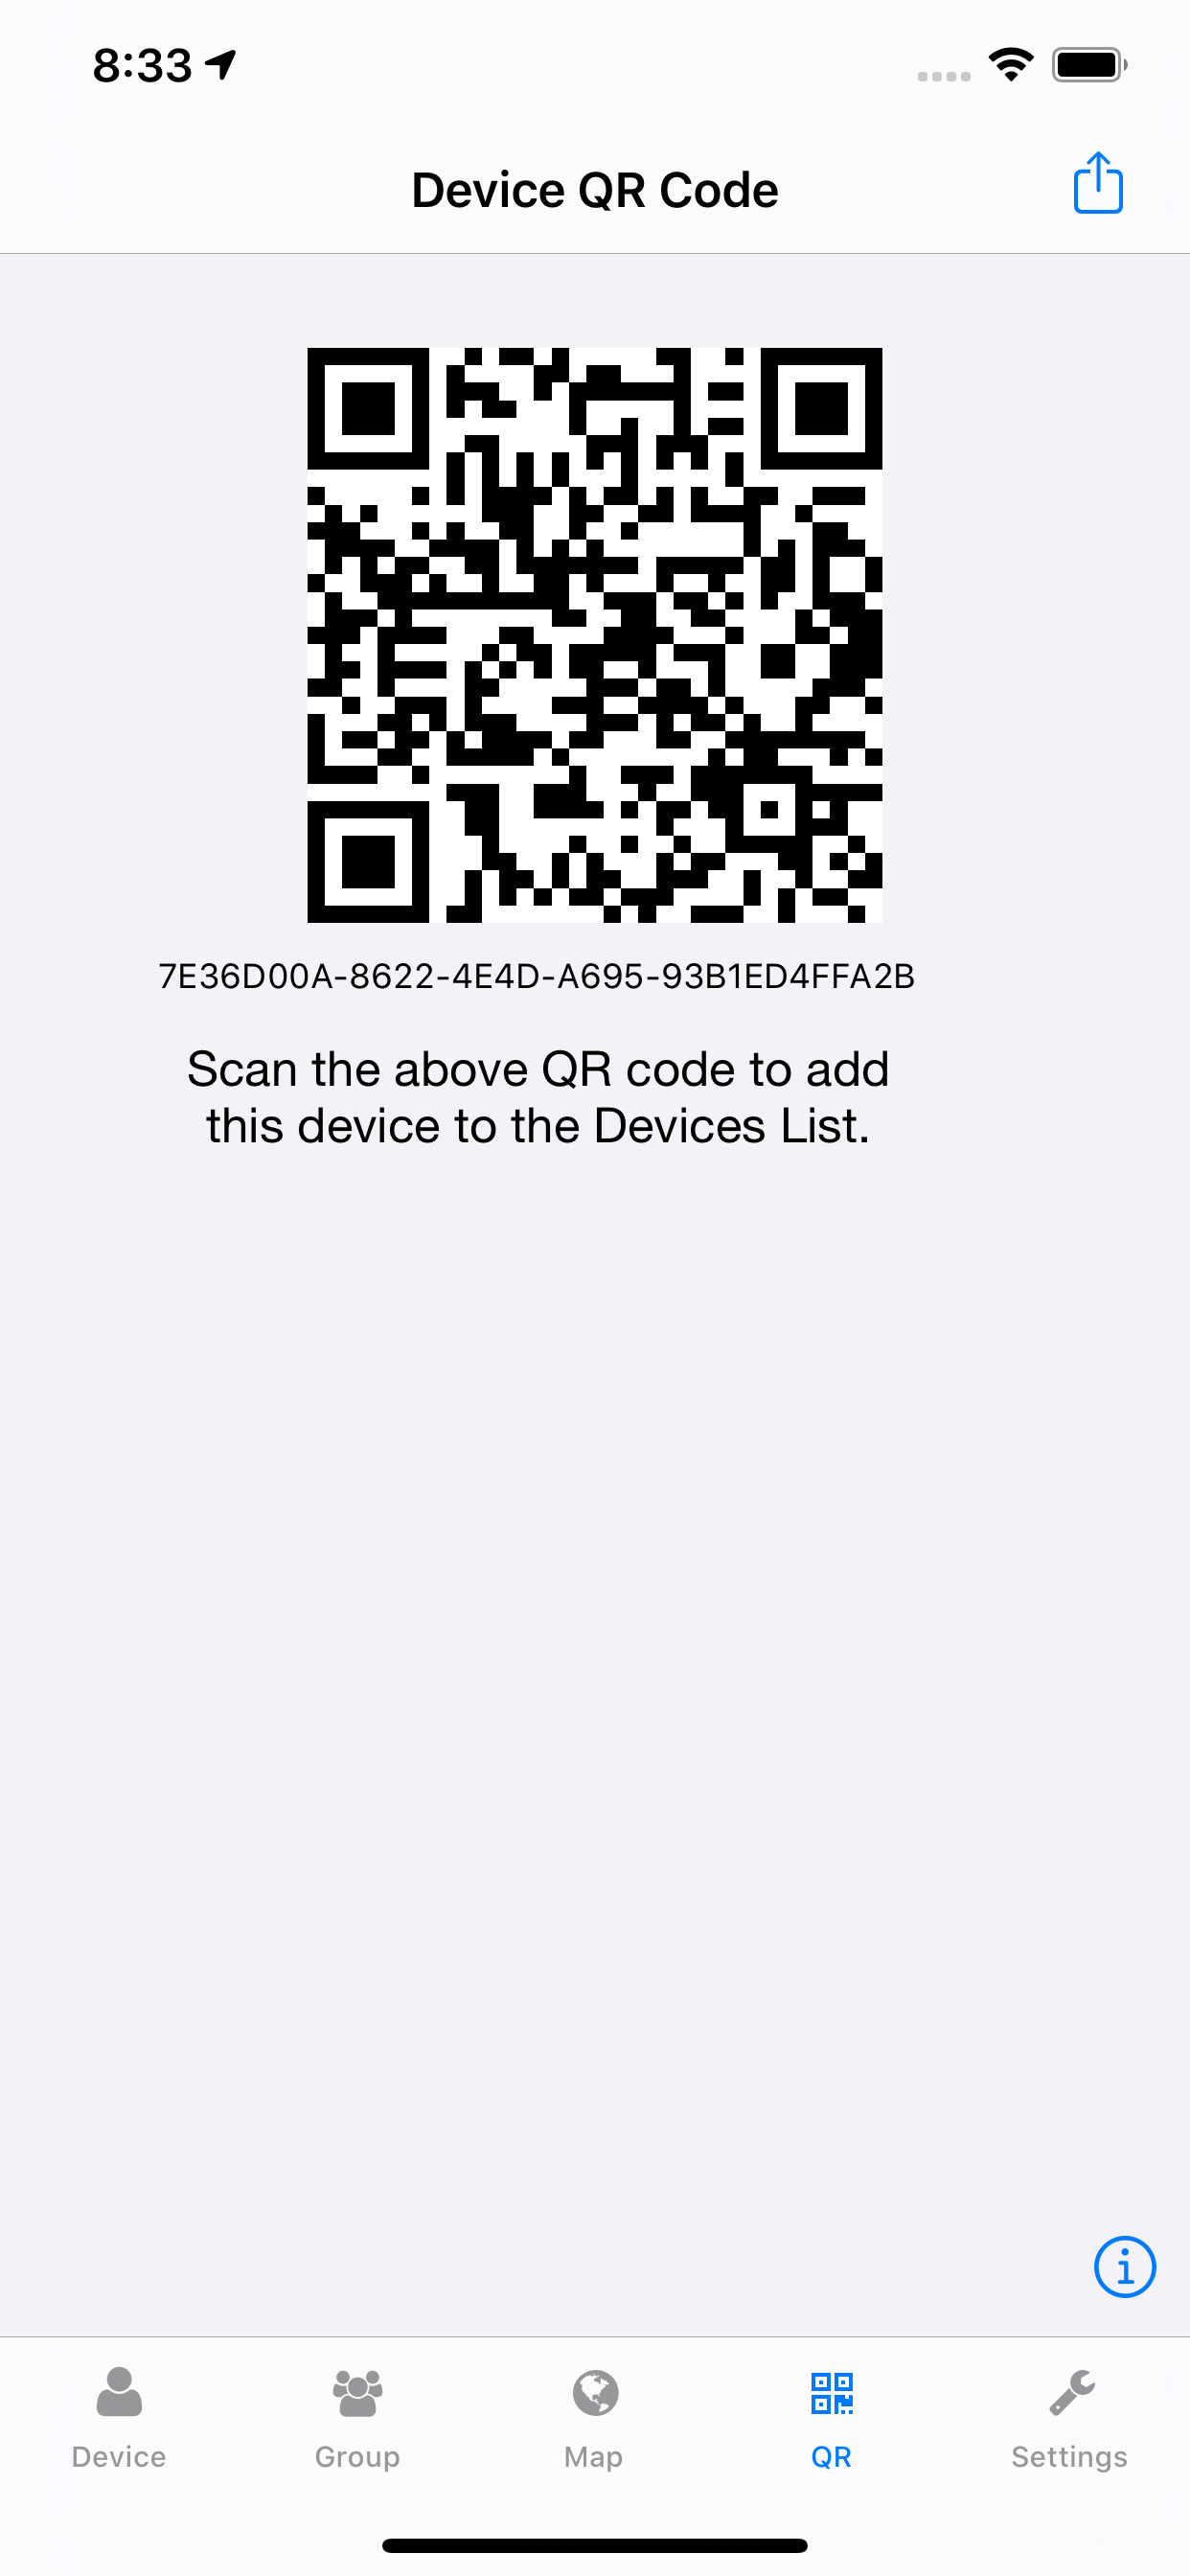 8:33
Device QR Code
7E36D00A-8622-4E4D-A695-93B1ED4FFA2B
Scan the above QR code to add
this device to the Devices List.
Device
Group
Map
QR
Settings